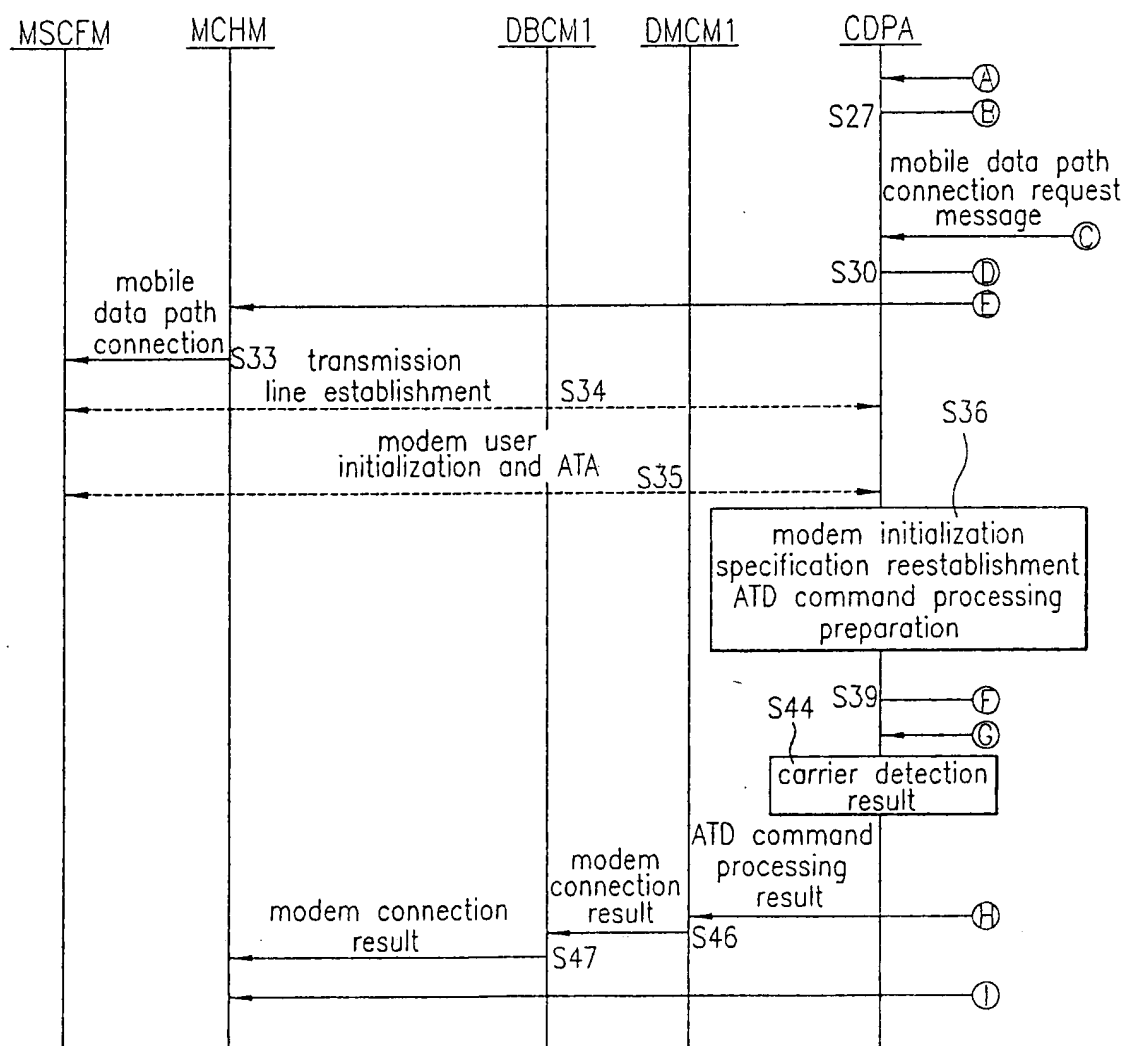 MSCFM
MCHM
DBCM1
DMCM1
CDPA
A
S27
B
mobile data path
connection request
message
C
S30
D
mobile
data path
connection
E
S33
transmission
line establishment
S34
S36
modem user
initialization and ATA
S35
modem initialization
specification reestablishment
ATD command processing
preparation
S39
F
S44
G
carrier detection
result
ATD command
processing
result
modem
connection
result
H
modem connection
result
S46
S47
I